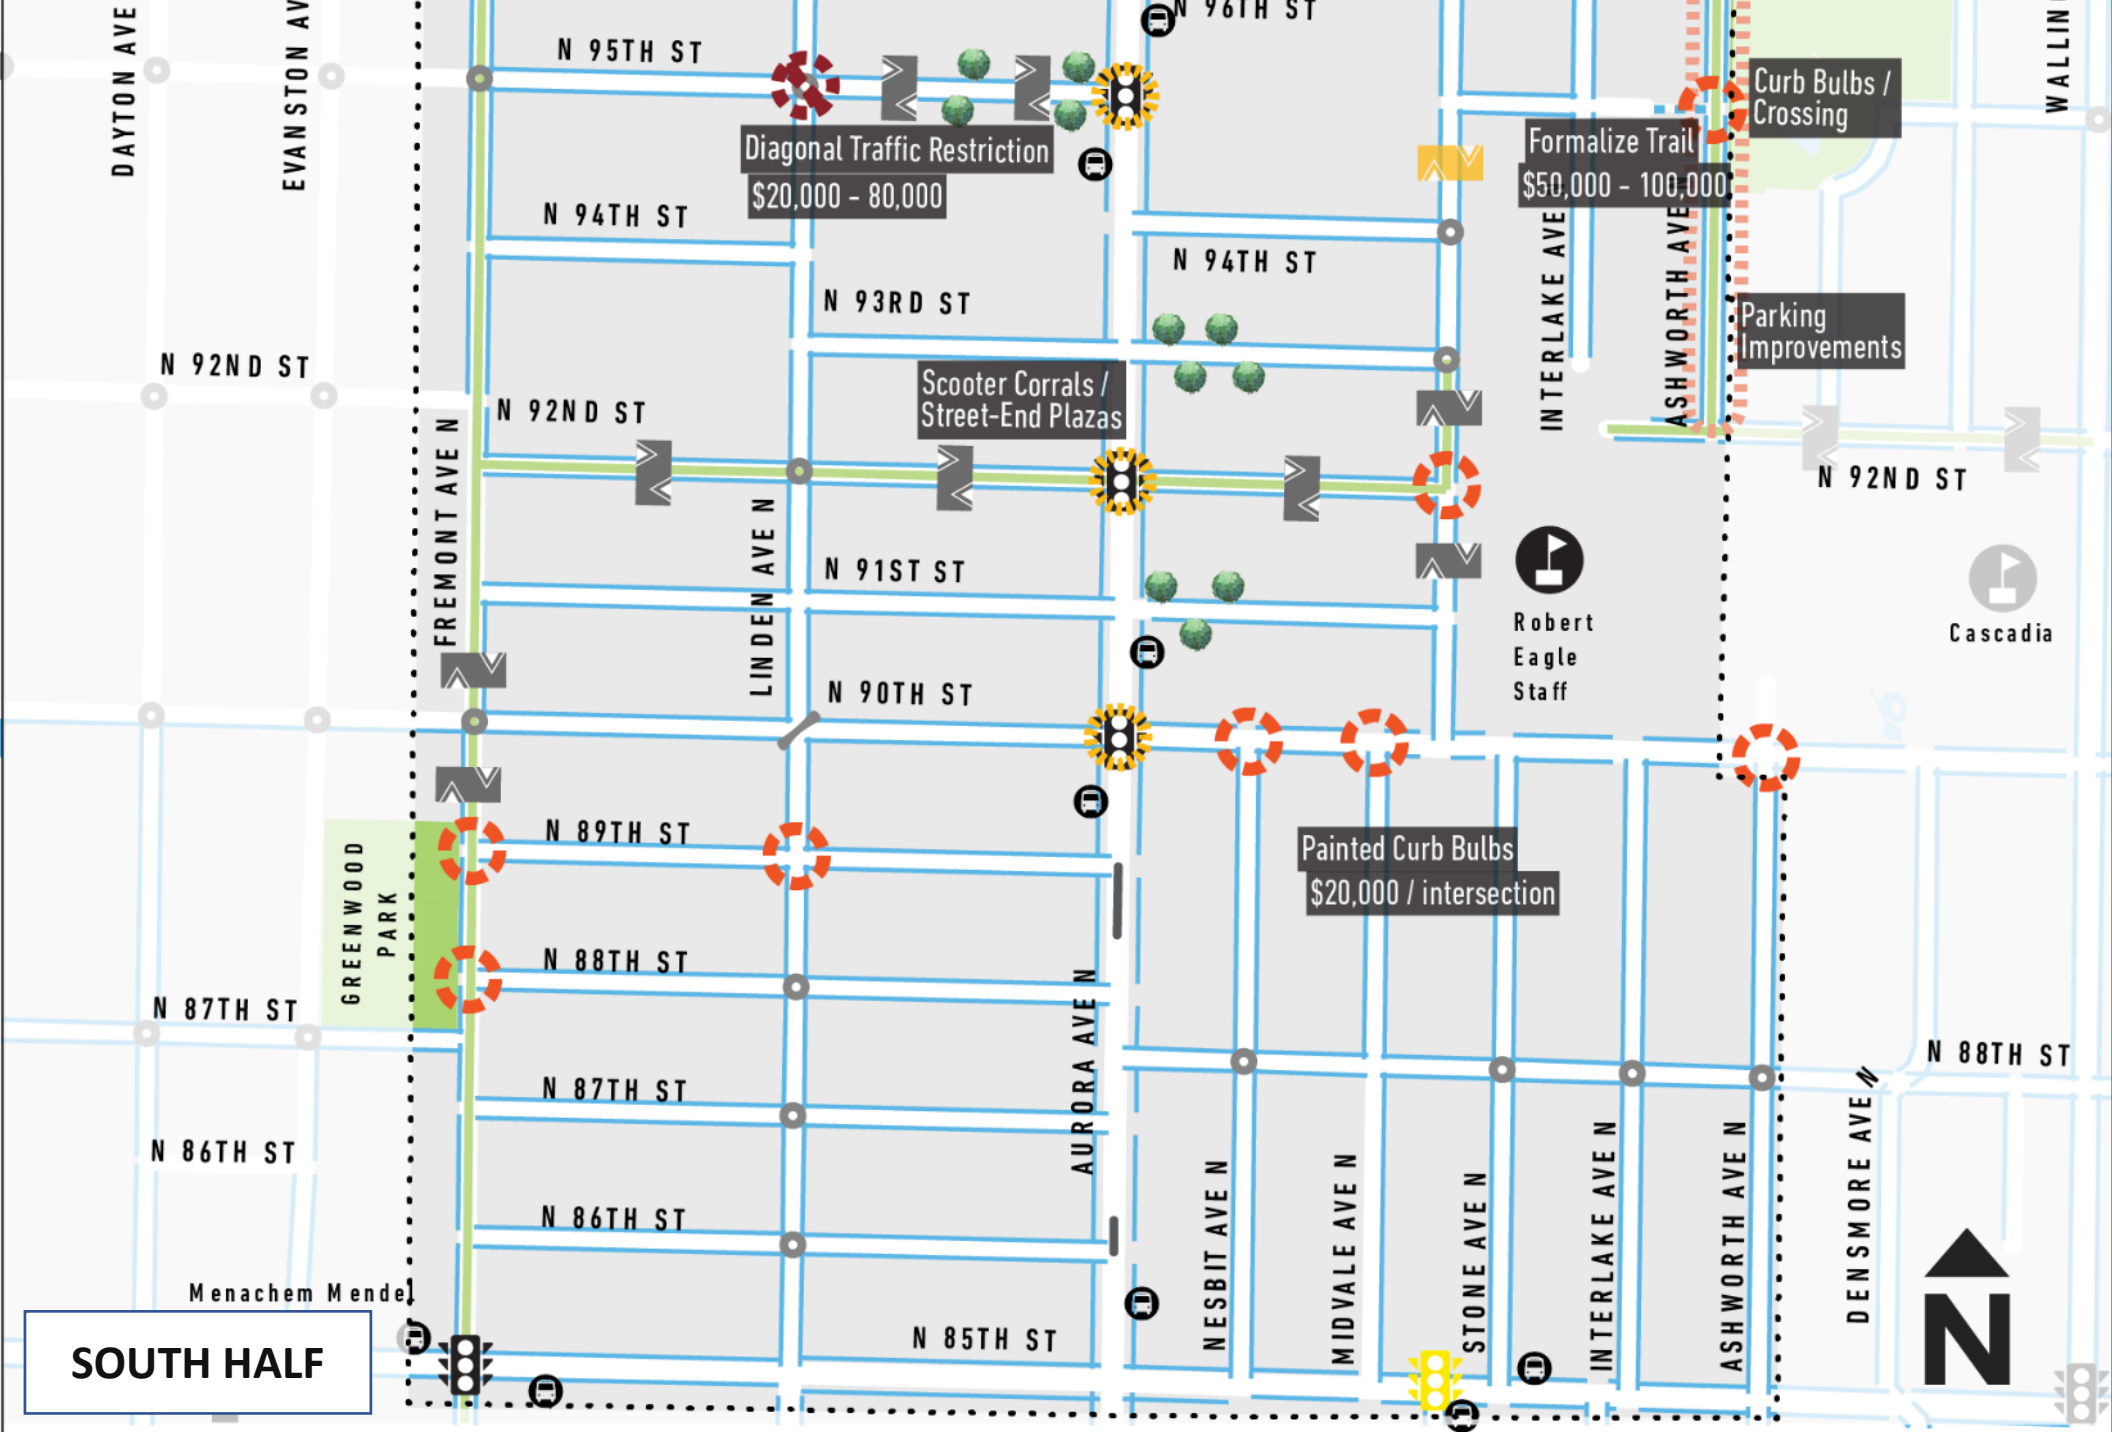 N 96TH ST
DAYTON AVE
EVANSTON AV
N 95TH ST
WALLIN
Curb Bulbs /
Crossing
Diagonal Traffic Restriction
$20,000 - 80,000
Formalize Trail
$50,000 - 100,000
N 94TH ST
N 94TH ST
INTERLAKE AVE
ASHWORTH AVE
N 93RD ST
Parking
Improvements
N 92ND ST
Scooter Corrals /
Street-End Plazas
N 92ND ST
N 92ND ST
FREMONT AVE N
LINDEN AVE N
N 91ST ST
Robert
Eagle
Staff
Cascadia
N 90TH ST
N 89TH ST
Painted Curb Bulbs
$20,000 / intersection
GREENWOOD
PARK
N 88TH ST
AURORA AVE N
N 87TH ST
N 88TH ST
N 87TH ST
N 86TH ST
N 86TH ST
NESBIT AVE N
MIDVALE AVE N
STONE AVE N
INTERLAKE AVE N
ASHWORTH AVE N
DENSMORE AVE N
Menachem Mendel
N 85TH ST
SOUTH HALF
N